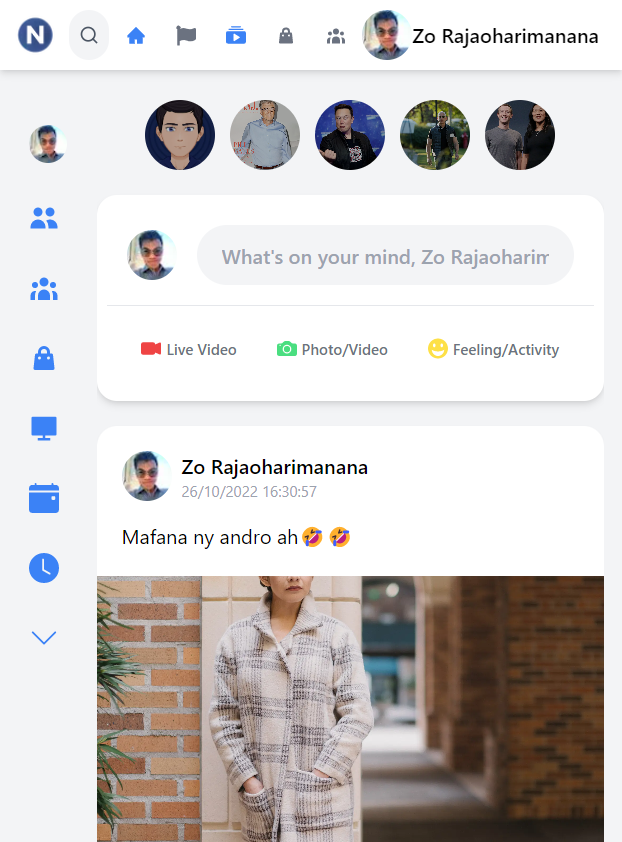 N
Zo Rajaoharimanana
What's on your mind, Zo Rajaoharim
Live Video
Photo/Video
Feeling/Activity
Zo Rajaoharimanana
26/10/2022 16:30:57
Mafana ny andro ah🤣🤣